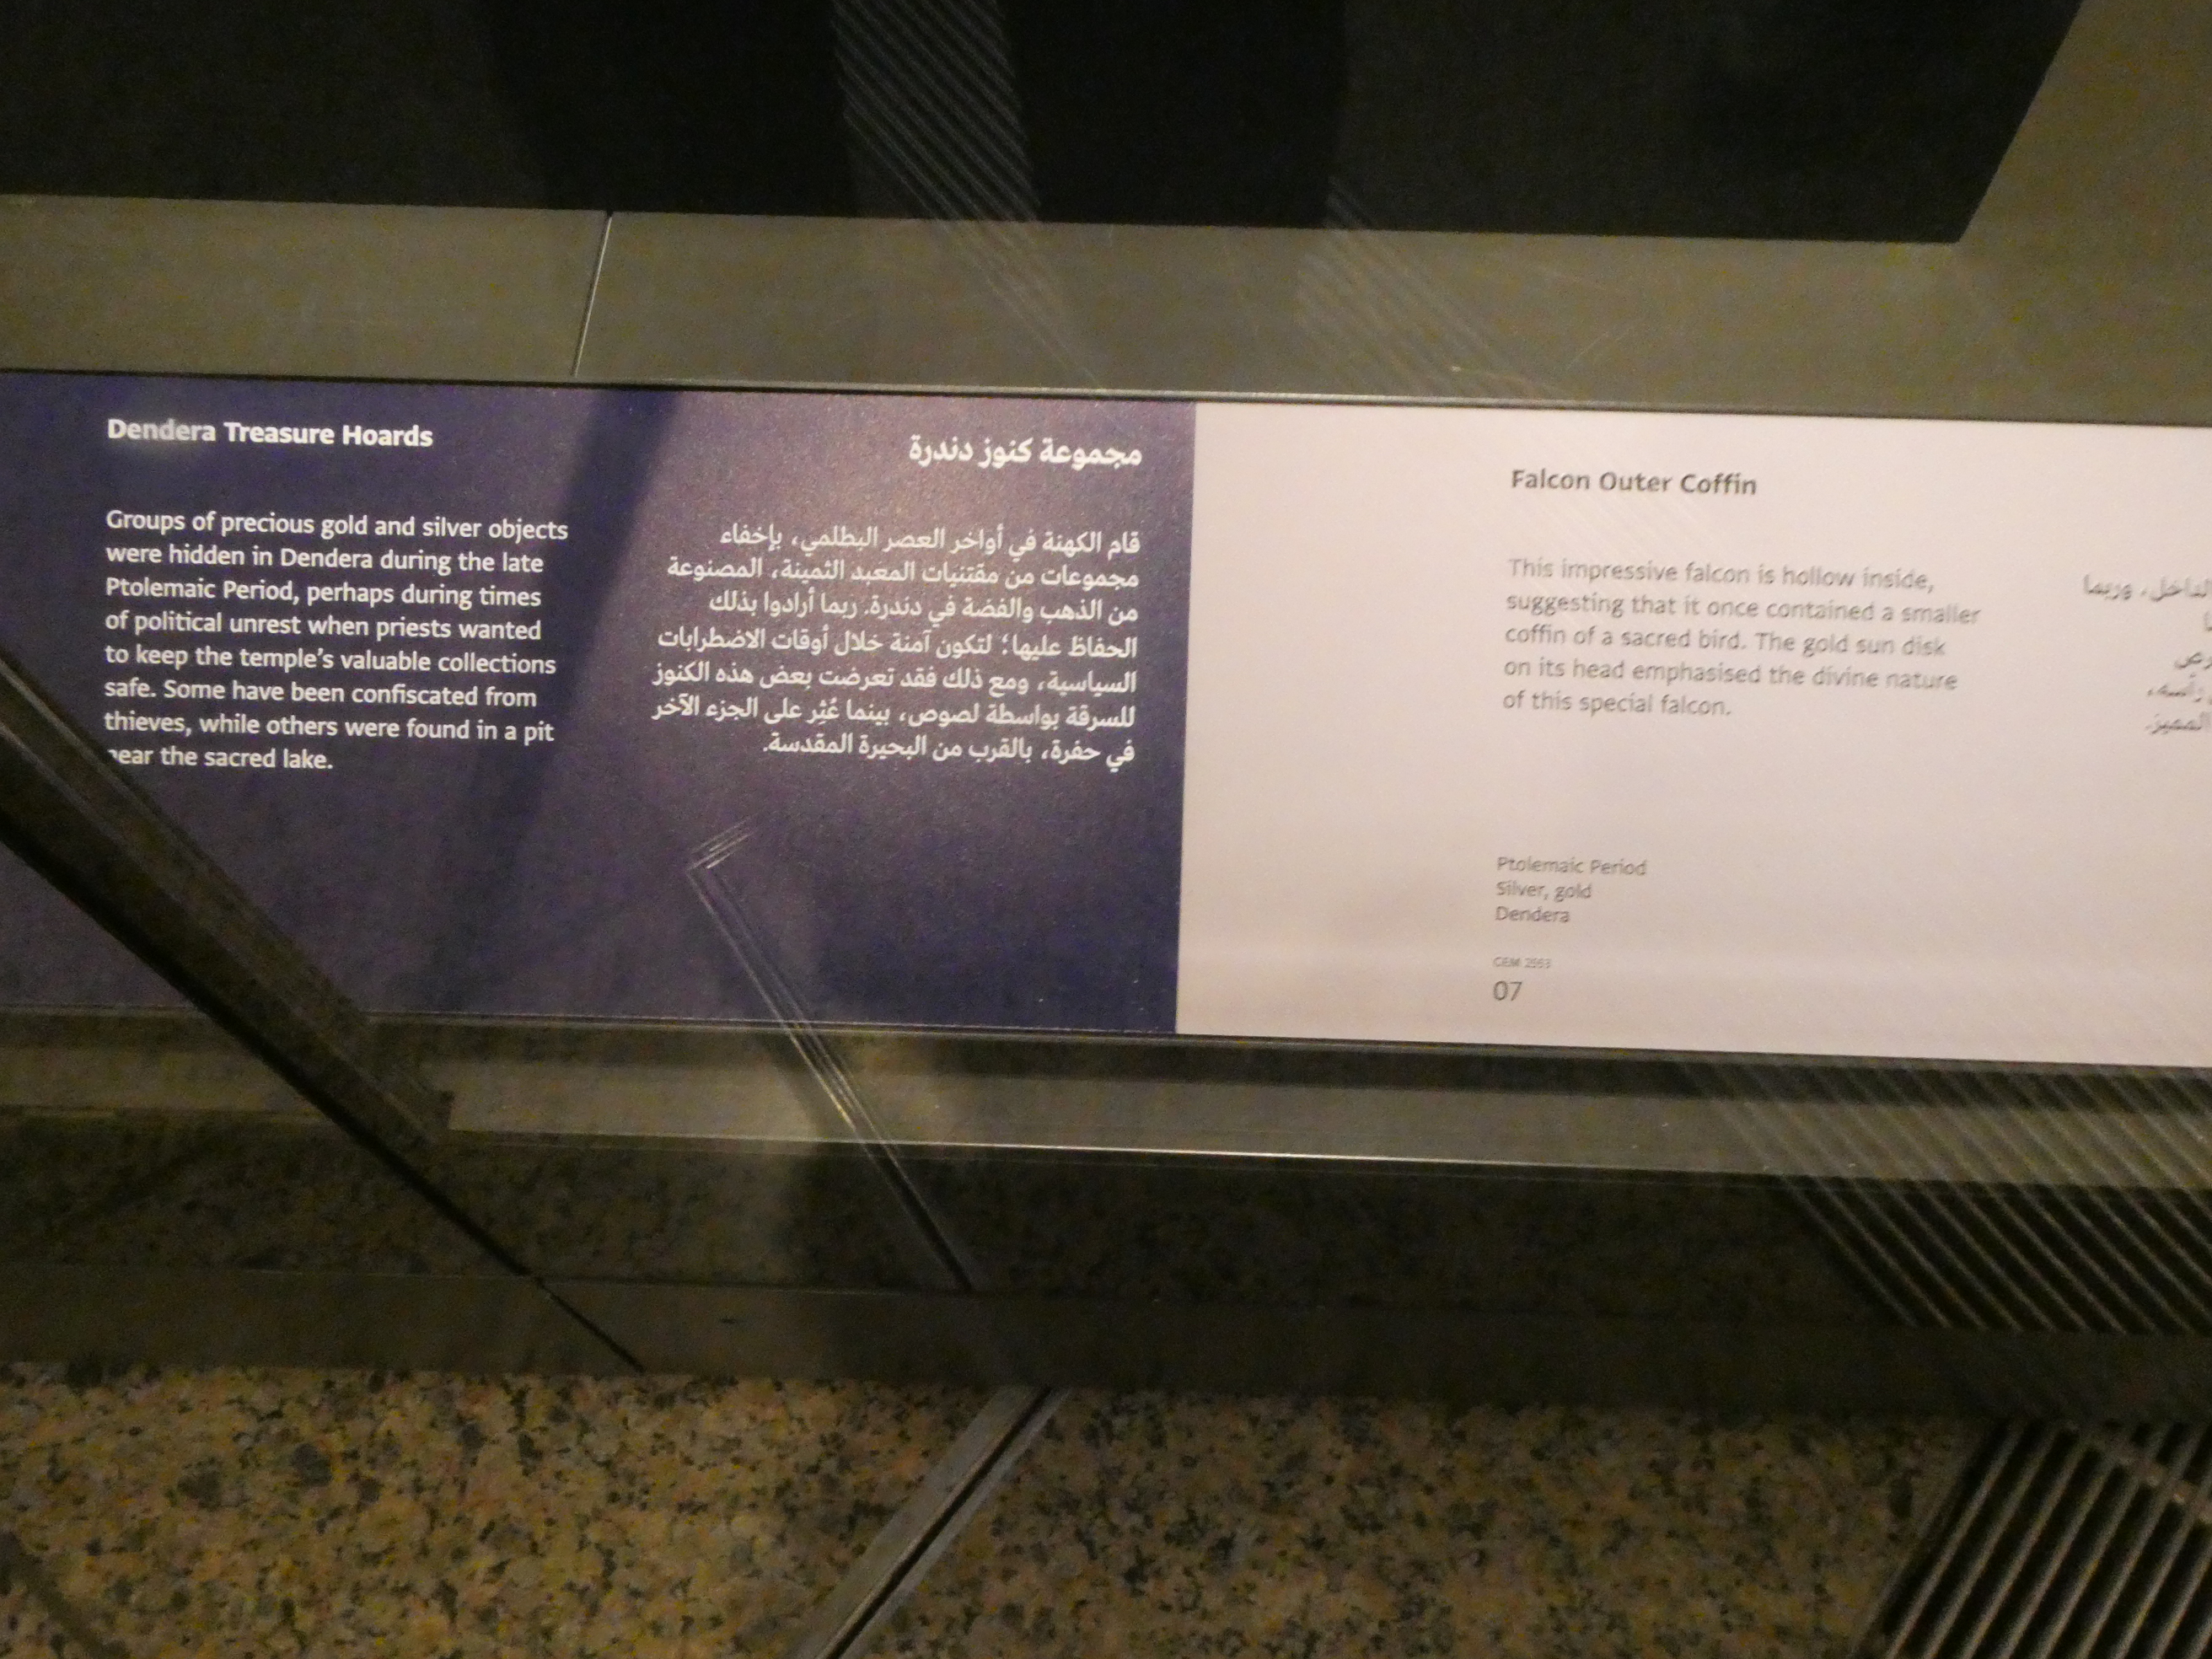 Dendera Treasure Hoards
Groups of precious gold and silver objects
were hidden in Dendera during the late
Ptolemaic Period, perhaps during times
of political unrest when priests wanted
to keep the temple's valuable collections
safe. Some have been confiscated from
thieves, while others were found in a pit
near the sacred lake.
مجموعة كنوز دندرة
قام الكهنة في أواخر العصر البطلمي، بإخفاء
مجموعات من مقتنيات المعبد الثمينة، المصنوعة
من الذهب والفضة في دندرة. ربما أرادوا بذلك
الحفاظ عليها؛ لتكون آمنة خلال أوقات الاضطرابات
السياسية، ومع ذلك فقد تعرضت بعض هذه الكنوز
للسرقة بواسطة لصوص، بينما عُثِر على الجزء الآخر
في حفرة، بالقرب من البحيرة المقدسة.
Falcon Outer Coffin
This impressive falcon is hollow inside,
suggesting that it once contained a smaller
coffin of a sacred bird. The gold sun disk
on its head emphasised the divine nature
of this special falcon.
Ptolemaic Period
Silver, gold
Dendera
GEM
07
وربما
المميز.